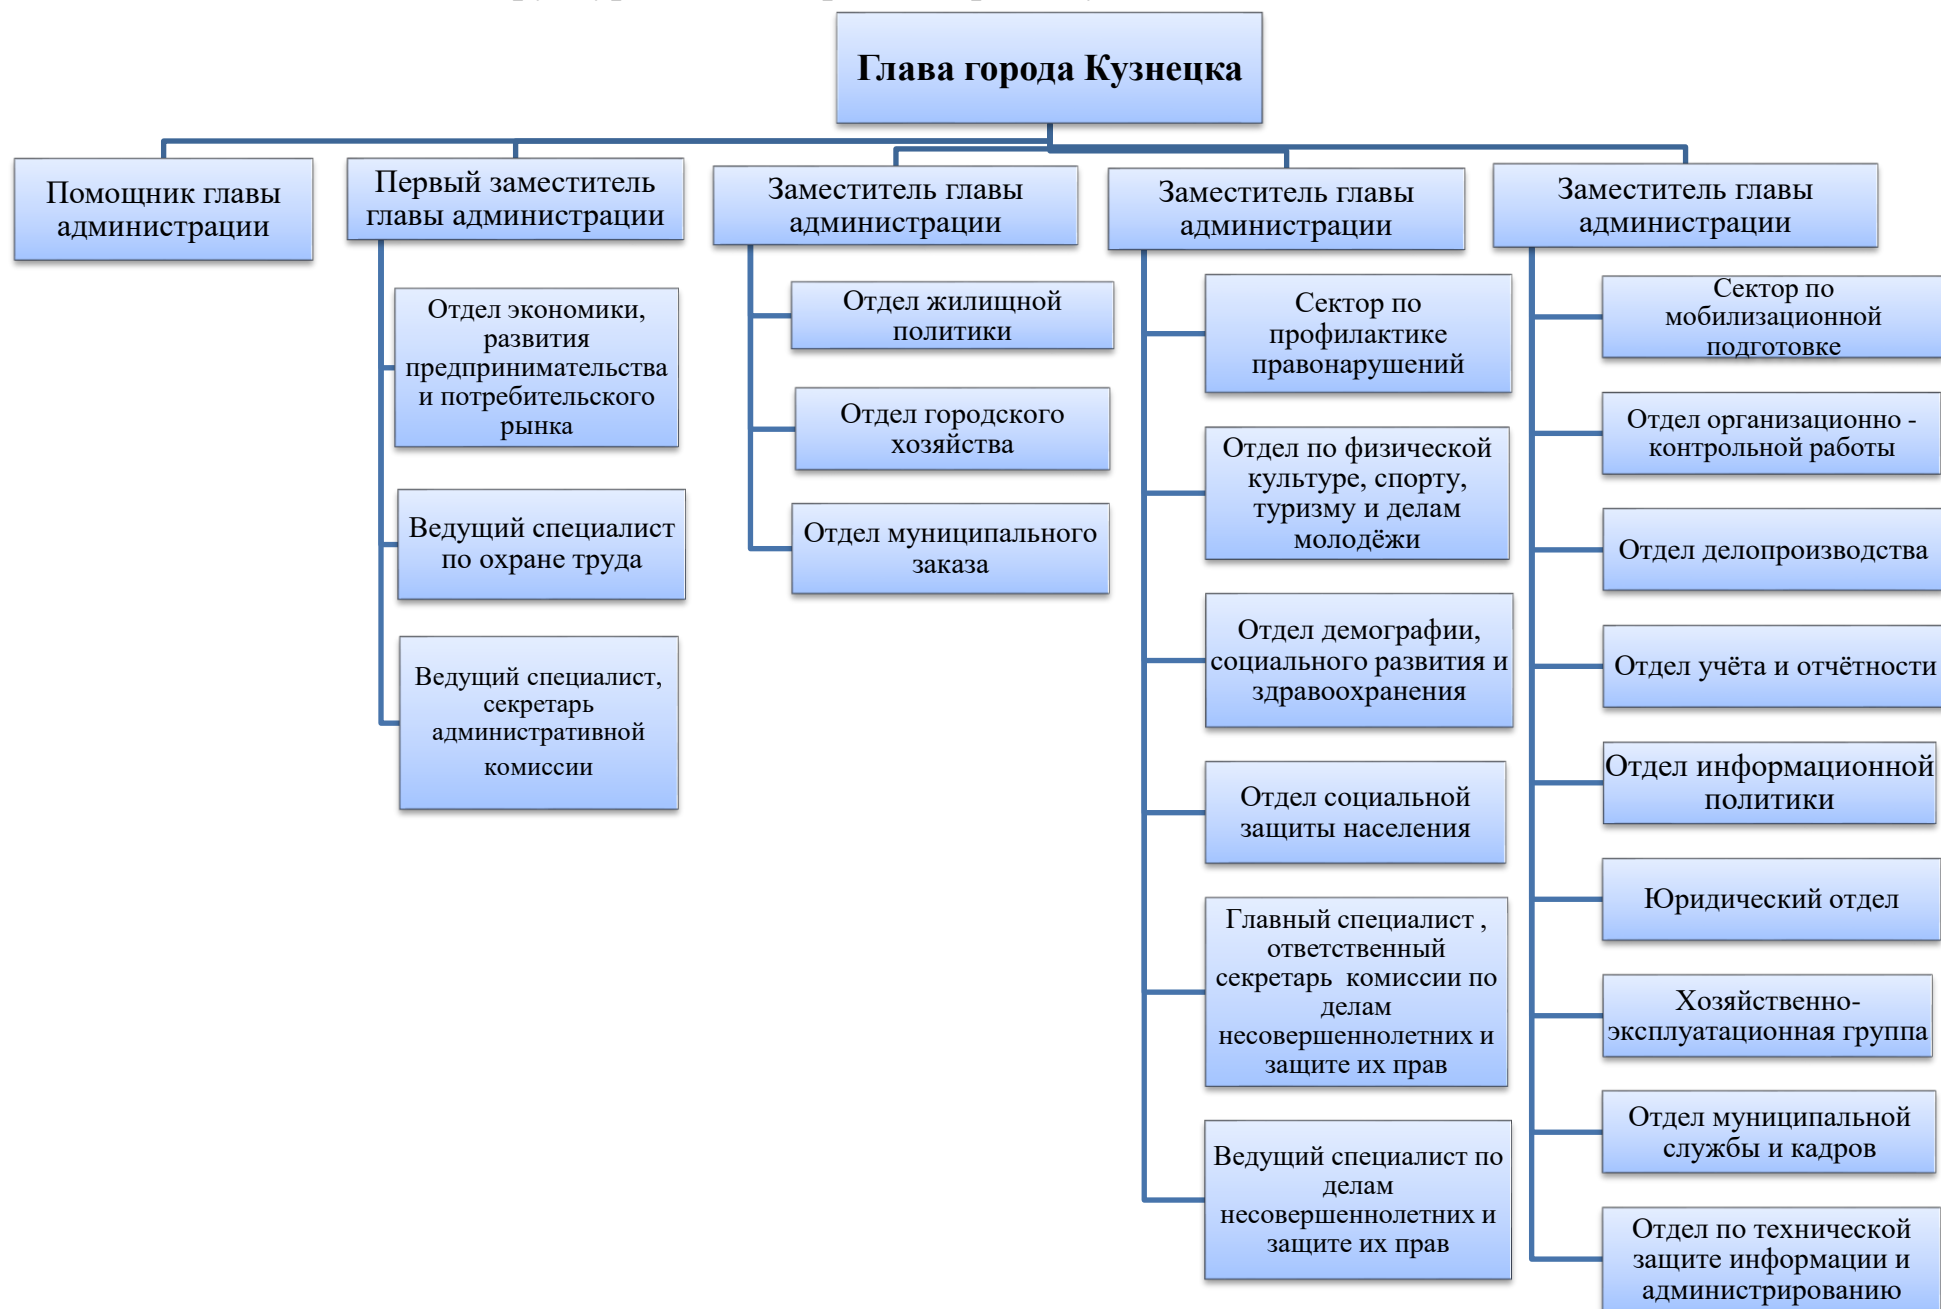 Глава города Кузнецка
Помощник главы
администрации
Первый заместитель
главы администрации
Заместитель главы
администрации
Заместитель главы
администрации
Заместитель главы
администрации
Отдел экономики,
развития
предпринимательства
и потребительского
рынка
Ведущий специалист
по охране труда
Ведущий специалист,
секретарь
административной
комиссии
Отдел жилищной
политики
Отдел городского
хозяйства
Отдел муниципального
заказа
Сектор по
профилактике
правонарушений
Отдел по физической
культуре, спорту,
туризму и делам
молодёжи
Отдел демографии,
социального развития и
здравоохранения
Отдел социальной
защиты населения
Главный специалист ,
ответственный
секретарь комиссии по
делам
несовершеннолетних и
защите их прав
Ведущий специалист по
делам
несовершеннолетних и
защите их прав
Сектор по
мобилизационной
подготовке
Отдел организационно -
контрольной работы
Отдел делопроизводства
Отдел учёта и отчётности
Отдел информационной
политики
Юридический отдел
Хозяйственно-
эксплуатационная группа
Отдел муниципальной
службы и кадров
Отдел по технической
защите информации и
администрированию